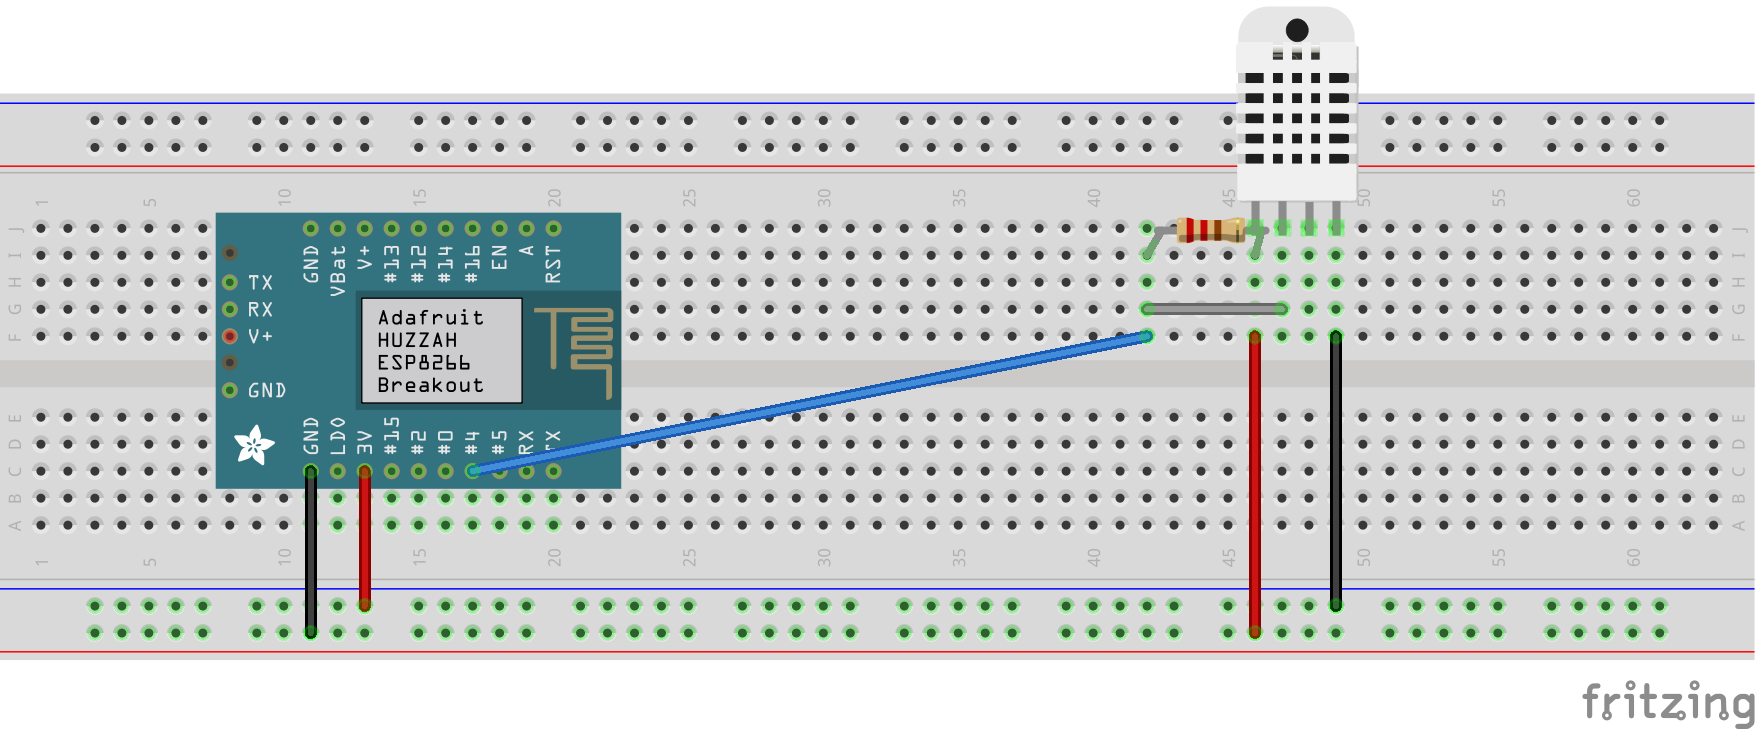 1 5 10 15 20 25 30 35 40 45 50 55 60
J J
I I
H H
G G
F F
GND VBat V+ #13 #12 #14 #16 EN A RST
TX
RX
V+
GND
Adafruit
HUZZAH
ESP8266
Breakout
GND LDO 3V #15 #2 #0 #4 #5 RX TX
E E
D D
C C
B B
A A
1 5 10 15 20 25 30 35 40 45 50 55 60
fritzing